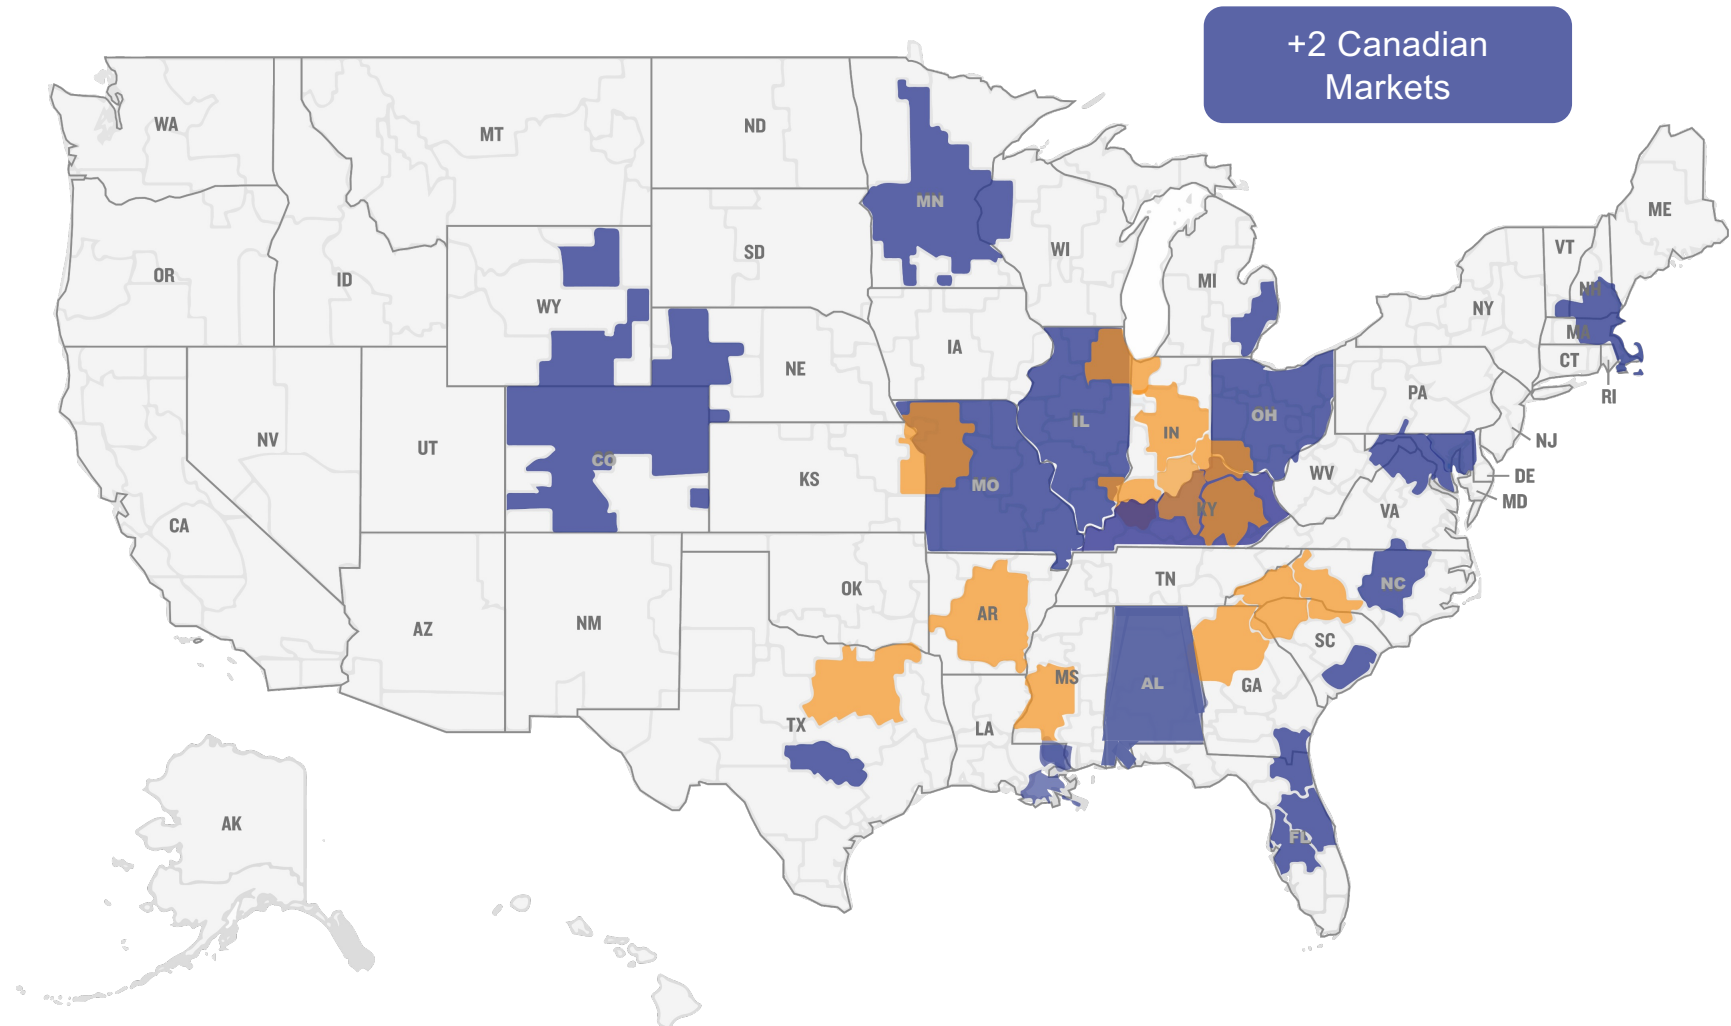 +2 Canadian
Markets
WA
MT
ND
MN
ME
OR
ID
WY
SD
WI
MI
VT
NH
NY
MA
IA
NE
CT
PA
RI
NV
UT
CO
KS
MO
IL
IN
OH
NJ
WV
DE
MD
KY
VA
CA
AZ
NM
OK
AR
TN
NC
SC
MS
AL
GA
TX
LA
FL
AK